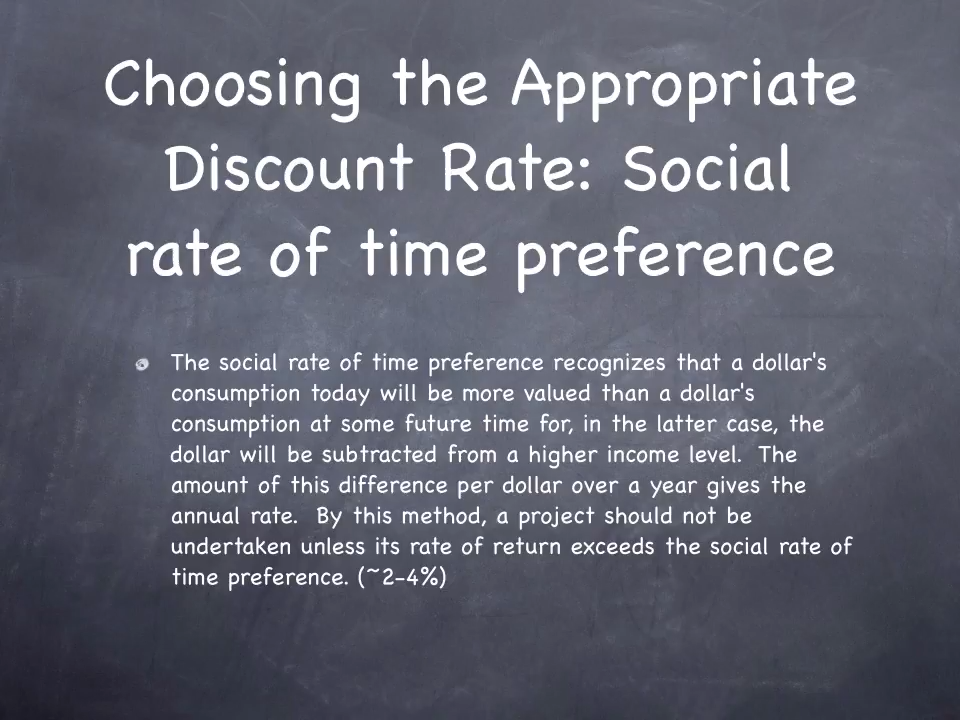 Choosing the Appropriate
Discount Rate: Social
rate of time preference
The social rate of time preference recognizes that a dollar's
consumption today will be more valued than a dollar's
consumption at some future time for, in the latter case, the
dollar will be subtracted from a higher income level.  The
amount of this difference per dollar over a year gives the
annual rate.  By this method, a project should not be
undertaken unless its rate of return exceeds the social rate of
time preference. (~2-4%)